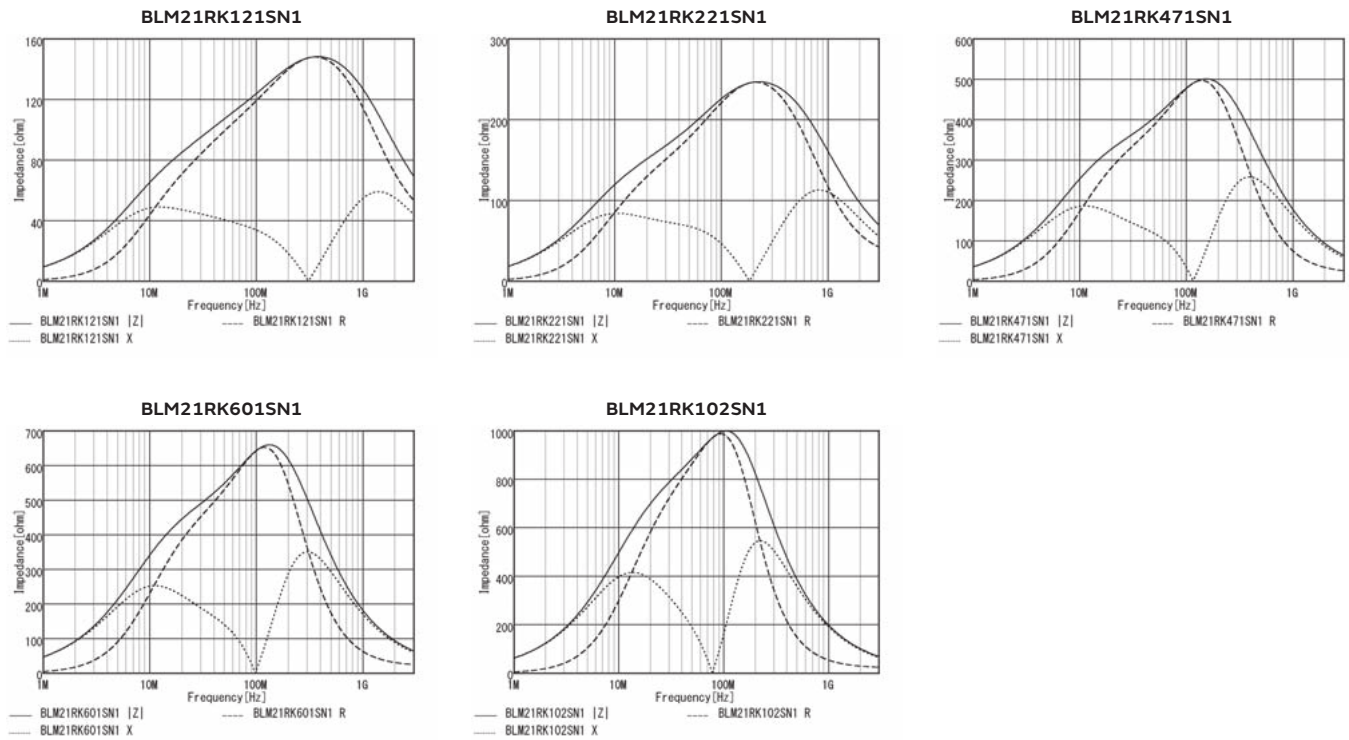 BLM21RK121SN1
Impedance[ohm]
160
120
80
40
0
1M 10M 100M 1G
Frequency[Hz]
BLM21RK121SN1 |Z| BLM21RK121SN1 R
BLM21RK121SN1 X
BLM21RK221SN1
Impedance[ohm]
300
200
100
0
1M 10M 100M 1G
Frequency[Hz]
BLM21RK221SN1 |Z| BLM21RK221SN1 R
BLM21RK221SN1 X
BLM21RK471SN1
Impedance[ohm]
600
500
400
300
200
100
0
1M 10M 100M 1G
Frequency[Hz]
BLM21RK471SN1 |Z| BLM21RK471SN1 R
BLM21RK471SN1 X
BLM21RK601SN1
Impedance[ohm]
700
600
500
400
300
200
100
0
1M 10M 100M 1G
Frequency[Hz]
BLM21RK601SN1 |Z| BLM21RK601SN1 R
BLM21RK601SN1 X
BLM21RK102SN1
Impedance[ohm]
1000
800
600
400
200
0
1M 10M 100M 1G
Frequency[Hz]
BLM21RK102SN1 |Z| BLM21RK102SN1 R
BLM21RK102SN1 X